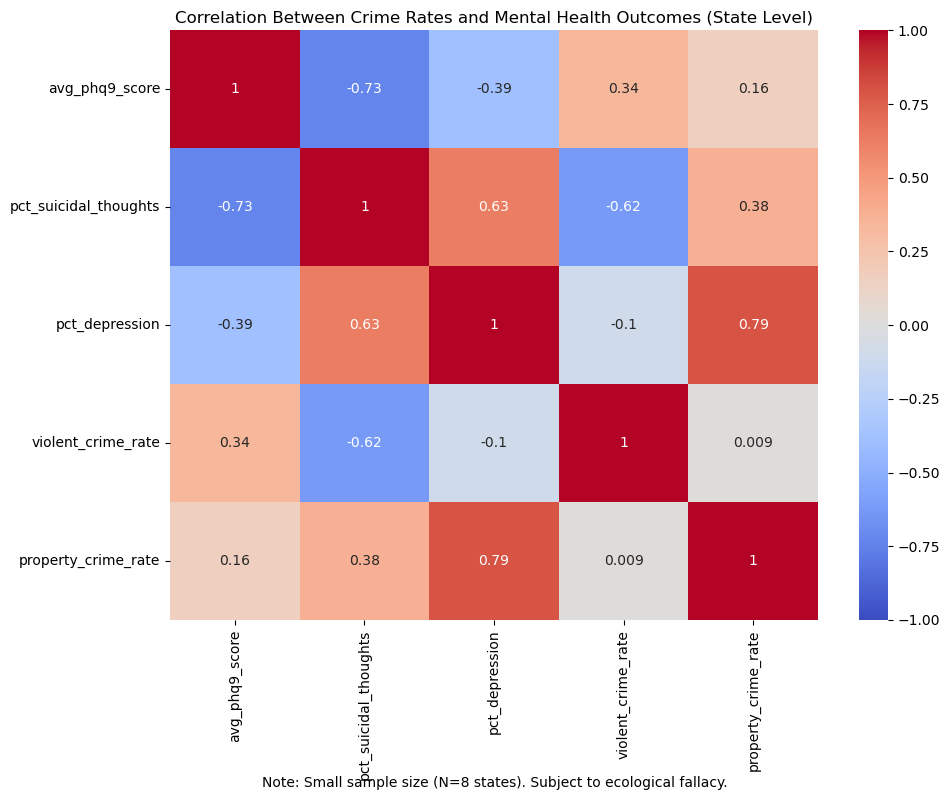 Correlation Between Crime Rates and Mental Health Outcomes (State Level)
avg_phq9_score 1 -0.73 -0.39 0.34 0.16
pct_suicidal_thoughts -0.73 1 0.63 -0.62 0.38
pct_depression -0.39 0.63 1 -0.1 0.79
violent_crime_rate 0.34 -0.62 -0.1 1 0.009
property_crime_rate 0.16 0.38 0.79 0.009 1
avg_phq9_score
pct_suicidal_thoughts
pct_depression
violent_crime_rate
property_crime_rate
1.00
0.75
0.50
0.25
0.00
−0.25
−0.50
−0.75
−1.00
Note: Small sample size (N=8 states). Subject to ecological fallacy.